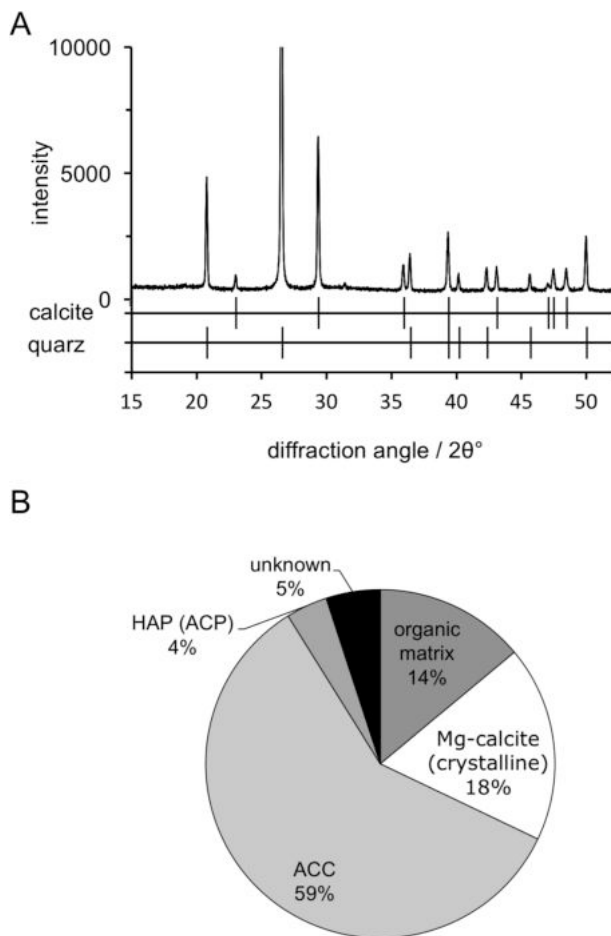 A
10000
5000
0
intensity
calcite
quarz
15 20 25 30 35 40 45 50
diffraction angle / 2θ°
B
unknown
5%
HAP (ACP)
4%
organic
matrix
14%
Mg-calcite
(crystalline)
18%
ACC
59%